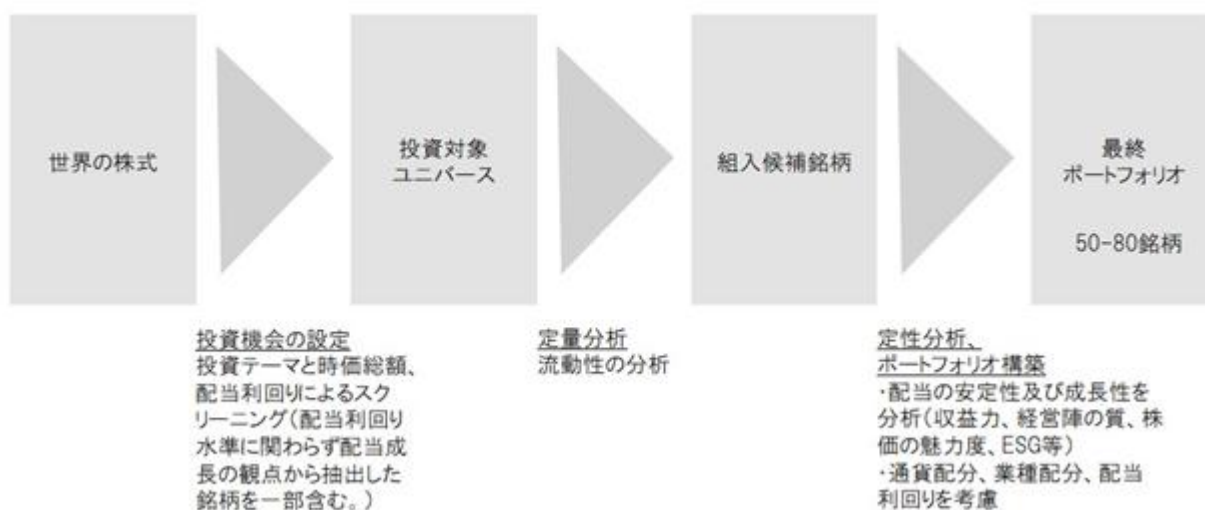 世界の株式
投資対象
ユニバース
組入候補銘柄
最終
ポートフォリオ
50-80銘柄
投資機会の設定
投資テーマと時価総額、
配当利回りによるスク
リーニング(配当利回り
水準に関わらず配当成
長の観点から抽出した
銘柄を一部含む。)
定量分析
流動性の分析
定性分析、
ポートフォリオ構築
・配当の安定性及び成長性を
分析(収益力、経営陣の質、株
価の魅力度、ESG等)
・通貨配分、業種配分、配当
利回りを考慮